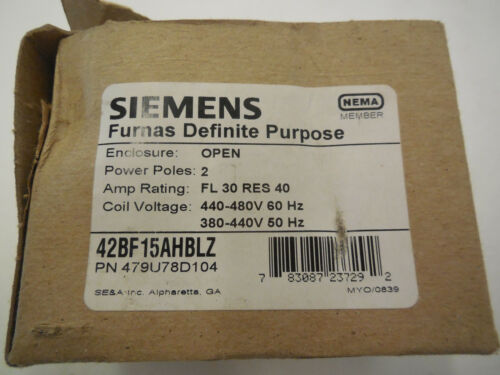 SIEMENS
NEMA
MEMBER
Furnas Definite Purpose
Enclosure: OPEN
Power Poles: 2
Amp Rating: FL 30 RES 40
Coil Voltage: 440-480V 60 Hz
380-440V 50 Hz
42BF15AHBLZ
PN 479U78D104
7 83087 23729 2
SE&A Inc. Alpharetta, GA
MYO/0839